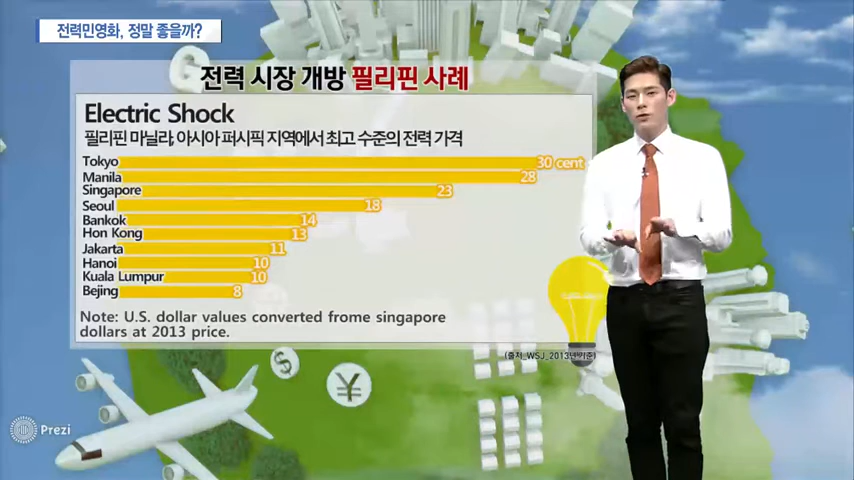 전력민영화, 정말 좋을까?
전력 시장 개방 필리핀 사례
Electric Shock
필리핀 마닐라, 아시아 퍼시픽 지역에서 최고 수준의 전력 가격
Tokyo 30 cent
Manila 28
Singapore 23
Seoul 18
Bankok 14
Hon Kong 13
Jakarta 11
Hanoi 10
Kuala Lumpur 10
Bejing 8
Note: U.S. dollar values converted frome singapore
dollars at 2013 price.
(출처_WSJ_2013년 기준)
$
¥
Prezi